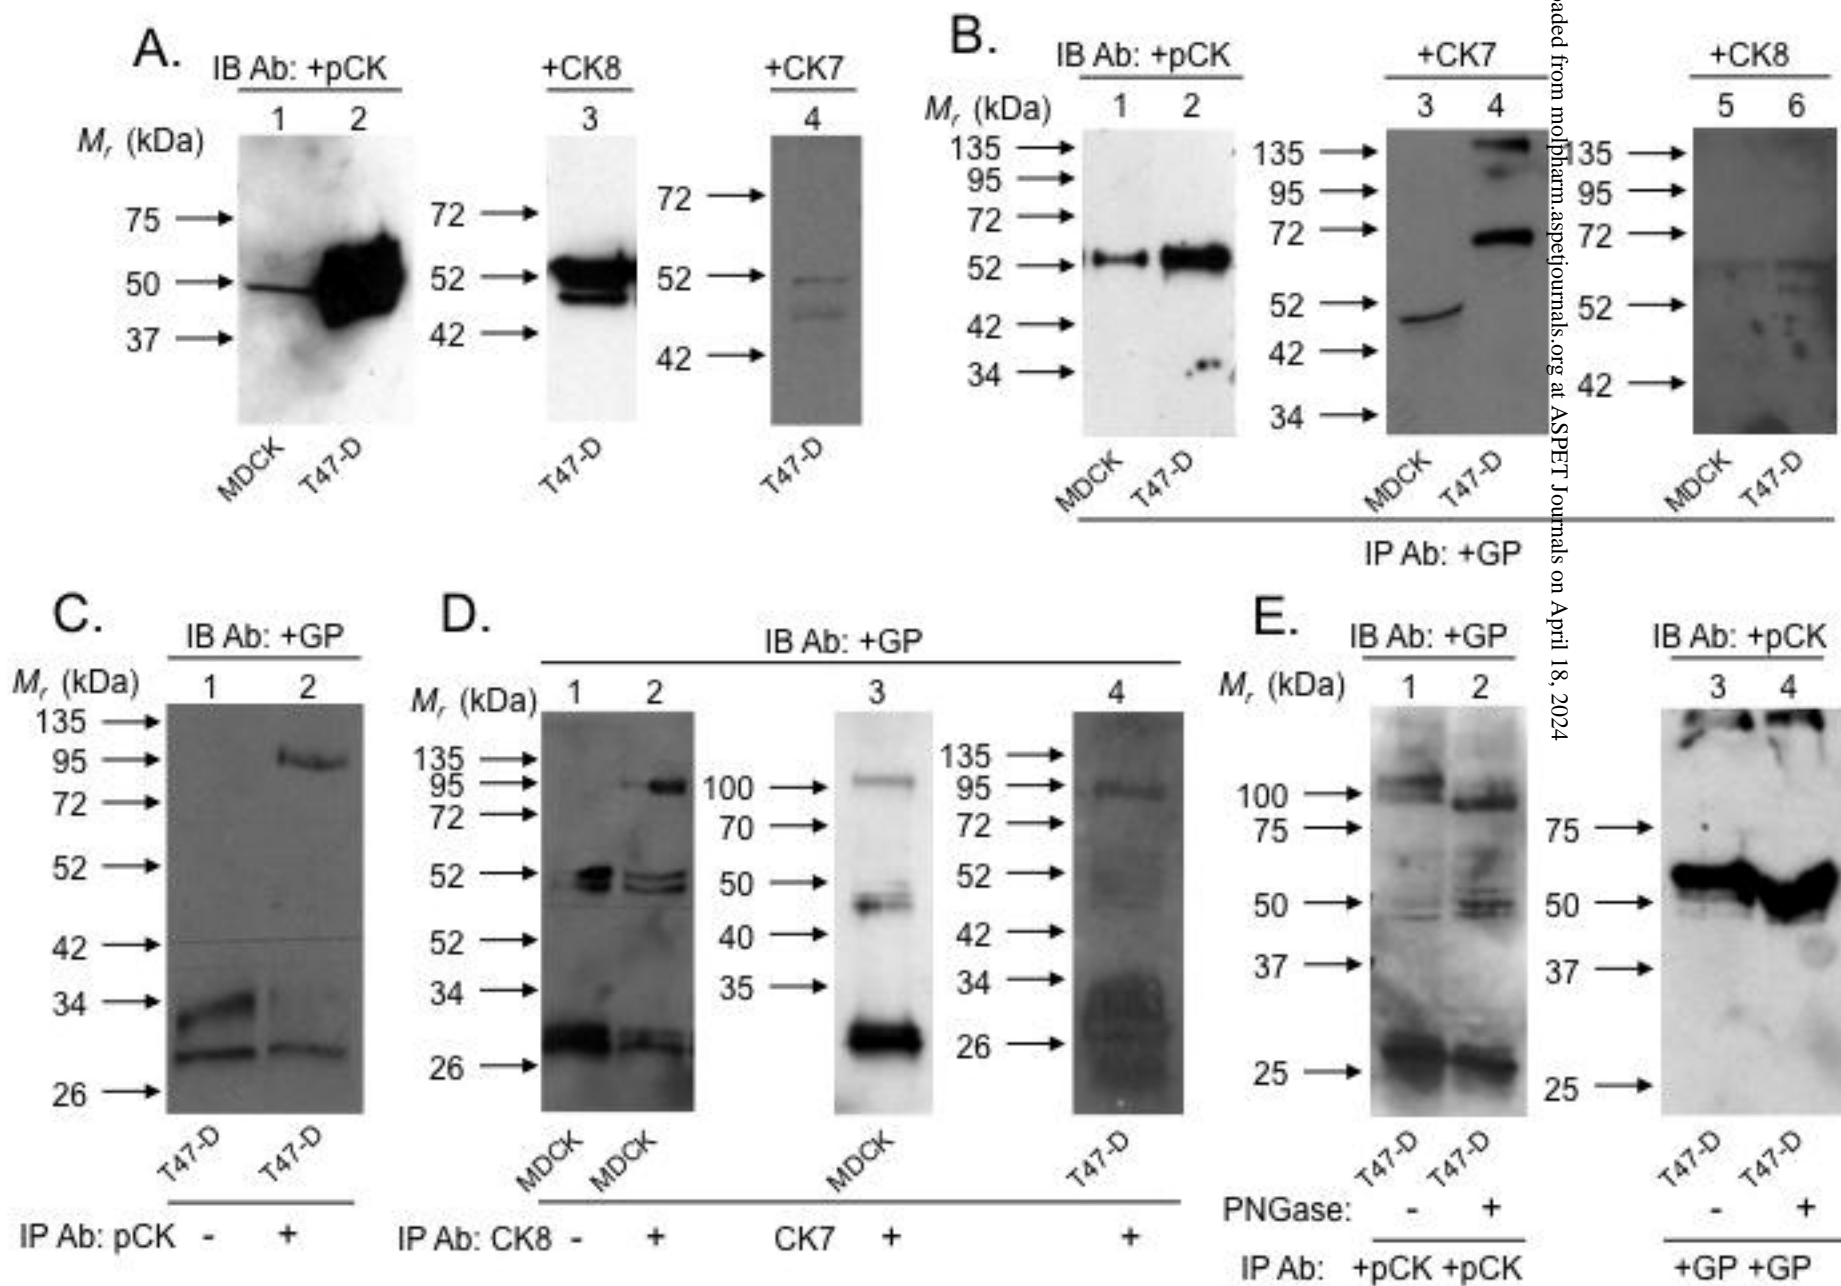 A.
IB Ab: +pCK
+CK8
+CK7
1 2
3
4
Mr (kDa)
75
50
37
72
52
42
72
52
42
MDCK T47-D
T47-D
T47-D
B.
IB Ab: +pCK
+CK7
+CK8
Mr (kDa)
1 2
3 4
5 6
135
95
72
52
42
34
135
95
72
52
42
34
135
95
72
52
42
MDCK T47-D
MDCK T47-D
MDCK T47-D
IP Ab: +GP
oaded from molpharm.aspetjournals.org at ASPET Journals on April 18, 2024
C.
IB Ab: +GP
Mr (kDa)
1 2
135
95
72
52
42
34
26
T47-D T47-D
IP Ab: pCK - +
D.
IB Ab: +GP
Mr (kDa)
1 2
3
4
135
95
72
52
52
34
26
100
70
50
40
35
135
95
72
52
42
34
26
MDCK MDCK
MDCK
T47-D
IP Ab: CK8 - + CK7 + +
E.
IB Ab: +GP
IB Ab: +pCK
Mr (kDa)
1 2
3 4
100
75
50
37
25
75
50
37
25
T47-D T47-D
T47-D T47-D
PNGase: - + - +
IP Ab: +pCK +pCK +GP +GP